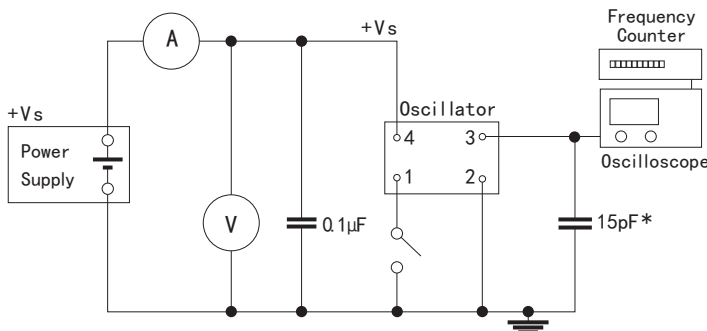 Frequency
Counter
A
+Vs
Oscillator
+Vs
4
3
Power
Supply
Oscilloscope
1
2
V
0.1μF
15pF*